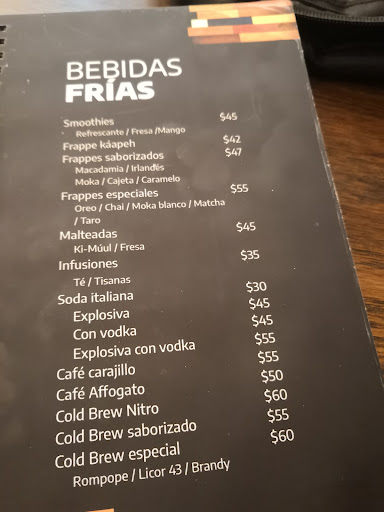 BEBIDAS
FRÍAS
Smoothies $45
Refrescante / Fresa /Mango
Frappe káapeh $42
Frappes saborizados $47
Macadamia / Irlandés
Moka / Cajeta / Caramelo
Frappes especiales $55
Oreo / Chai / Moka blanco / Matcha
/ Taro
Malteadas $45
Ki-Múul / Fresa
Infusiones $35
Té / Tisanas
Soda italiana $30
Explosiva $45
Con vodka $45
Explosiva con vodka $55
Café carajillo $55
Café Affogato $50
Cold Brew Nitro $60
Cold Brew saborizado $55
Cold Brew especial $60
Rompope / Licor 43 / Brandy